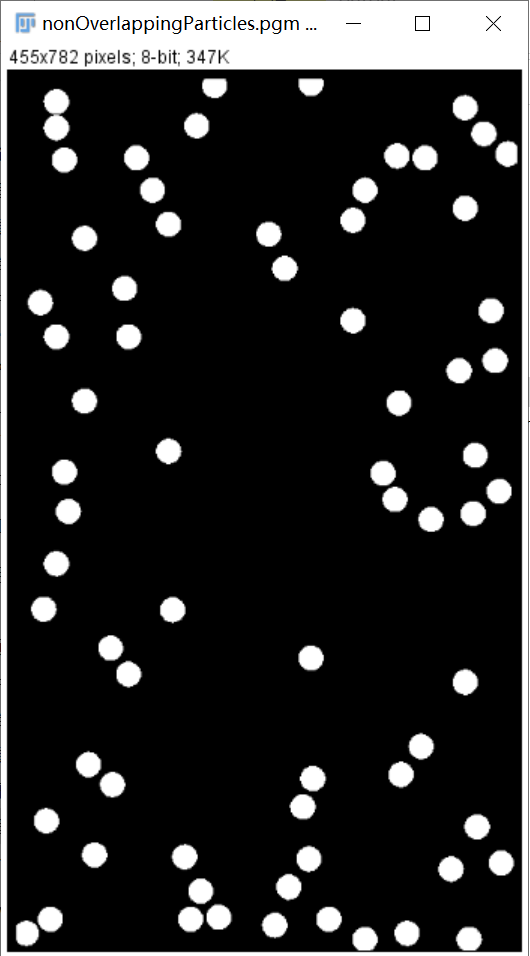 nonOverlappingParticles.pgm ...
455x782 pixels; 8-bit; 347K